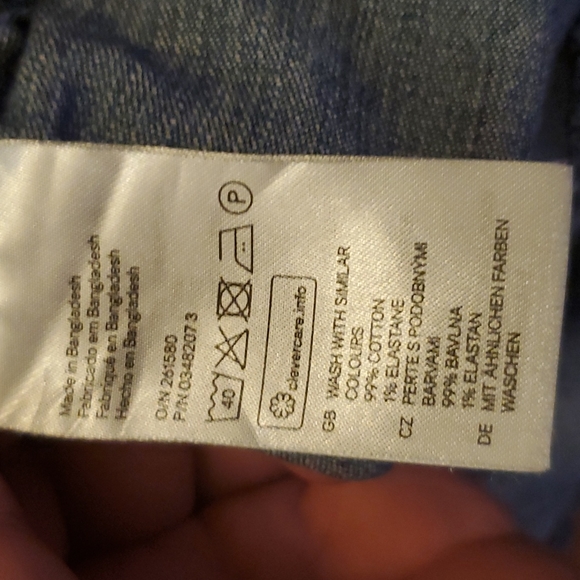 Made in Bangladesh
Fabricado em Bangladesh
Fabriqué en Bangladesh
Hecho en Bangladesh
O/N 261580
P/N 03482073
40
P
clevercare.info
GB WASH WITH SIMILAR
COLOURS
99% COTTON
1% ELASTANE
CZ PERTE S PODOBNYMI
BARVAMI
99% BAVLNA
1% ELASTAN
DE MIT ÄHNLICHEN FARBEN
WASCHEN